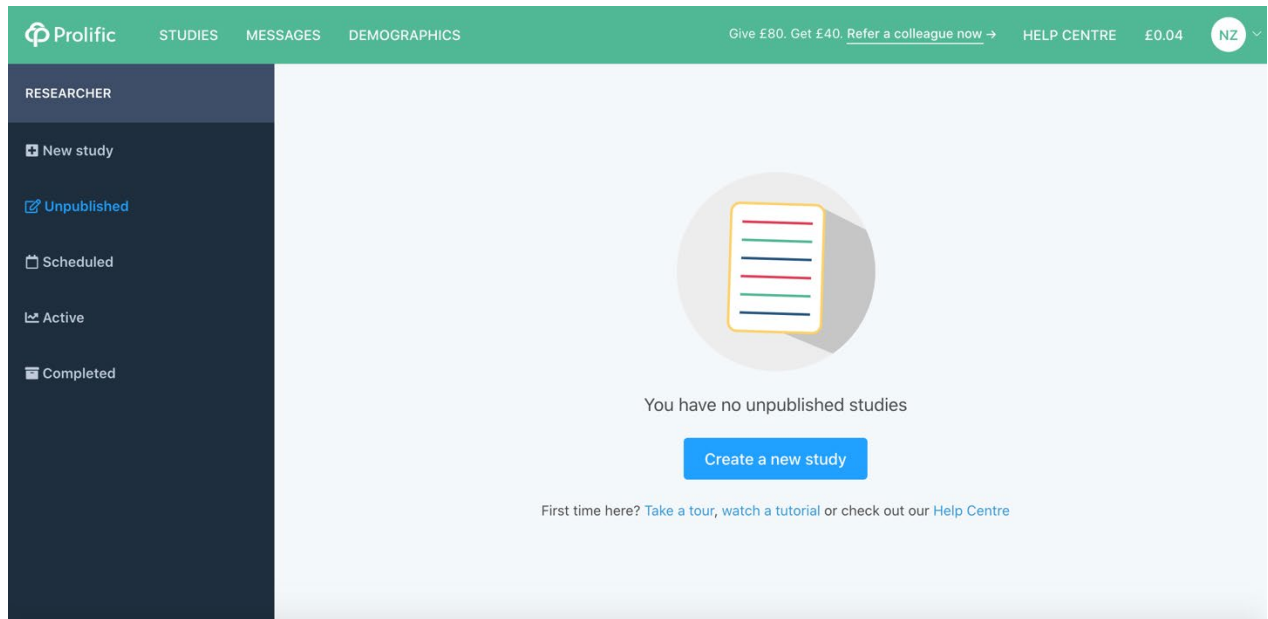 Prolific STUDIES MESSAGES DEMOGRAPHICS Give £80. Get £40. Refer a colleague now → HELP CENTRE £0.04 NZ
RESEARCHER
New study
Unpublished
Scheduled
Active
Completed
You have no unpublished studies
Create a new study
First time here? Take a tour, watch a tutorial or check out our Help Centre